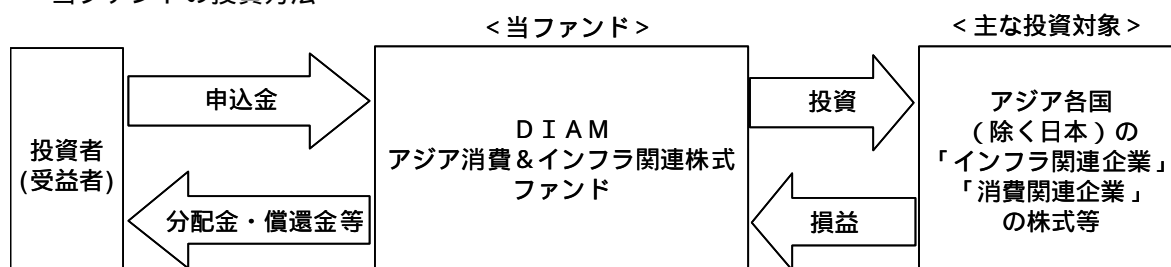 当ファンドの投資方法
＜当ファンド＞
＜主な投資対象＞
投資者
(受益者)
申込金
分配金・償還金等
ＤＩＡＭ
アジア消費＆インフラ関連株式
ファンド
投資
損益
アジア各国
（除く日本）の
「インフラ関連企業」
「消費関連企業」
の株式等